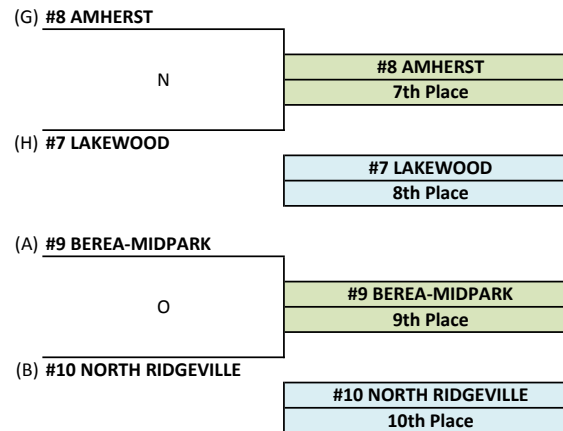 (G) #8 AMHERST
N
#8 AMHERST
7th Place
(H) #7 LAKEWOOD
#7 LAKEWOOD
8th Place
(A) #9 BEREA-MIDPARK
O
#9 BEREA-MIDPARK
9th Place
(B) #10 NORTH RIDGEVILLE
#10 NORTH RIDGEVILLE
10th Place